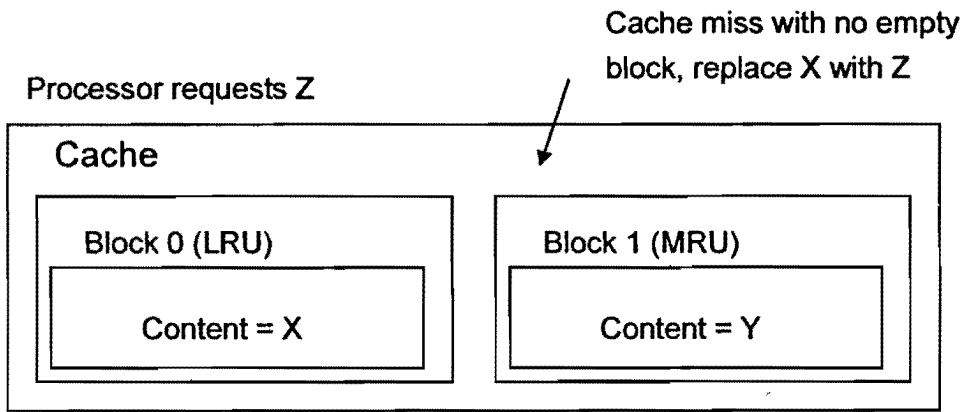 Cache miss with no empty
block, replace X with Z
Processor requests Z
Cache
Block 0 (LRU)
Block 1 (MRU)
Content = X
Content = Y